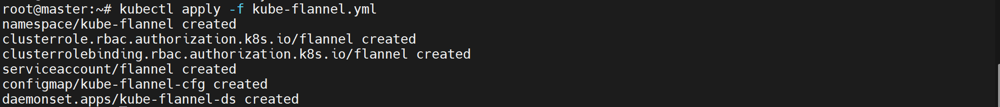 root@master:~# kubectl apply -f kube-flannel.yml
namespace/kube-flannel created
clusterrole.rbac.authorization.k8s.io/flannel created
clusterrolebinding.rbac.authorization.k8s.io/flannel created
serviceaccount/flannel created
configmap/kube-flannel-cfg created
daemonset.apps/kube-flannel-ds created